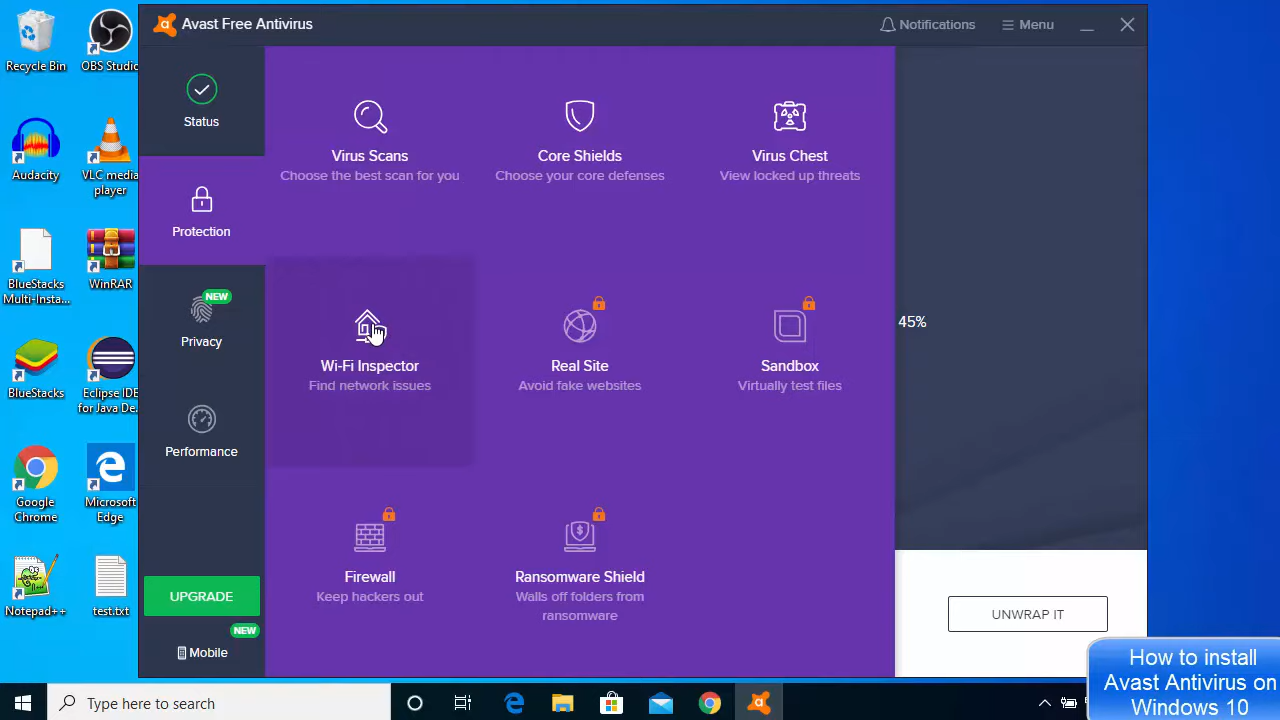 Recycle Bin
OBS Studio
Audacity
VLC media
player
BlueStacks
Multi-Insta...
WinRAR
BlueStacks
Eclipse IDE
for Java De...
Google
Chrome
Microsoft
Edge
Notepad++
test.txt
Avast Free Antivirus
Notifications
Menu
Status
Protection
NEW
Privacy
Performance
UPGRADE
NEW
Mobile
Virus Scans
Choose the best scan for you
Core Shields
Choose your core defenses
Virus Chest
View locked up threats
Wi-Fi Inspector
Find network issues
Real Site
Avoid fake websites
Sandbox
Virtually test files
Firewall
Keep hackers out
Ransomware Shield
Walls off folders from
ransomware
45%
UNWRAP IT
How to install
Avast Antivirus on
Windows 10
Type here to search